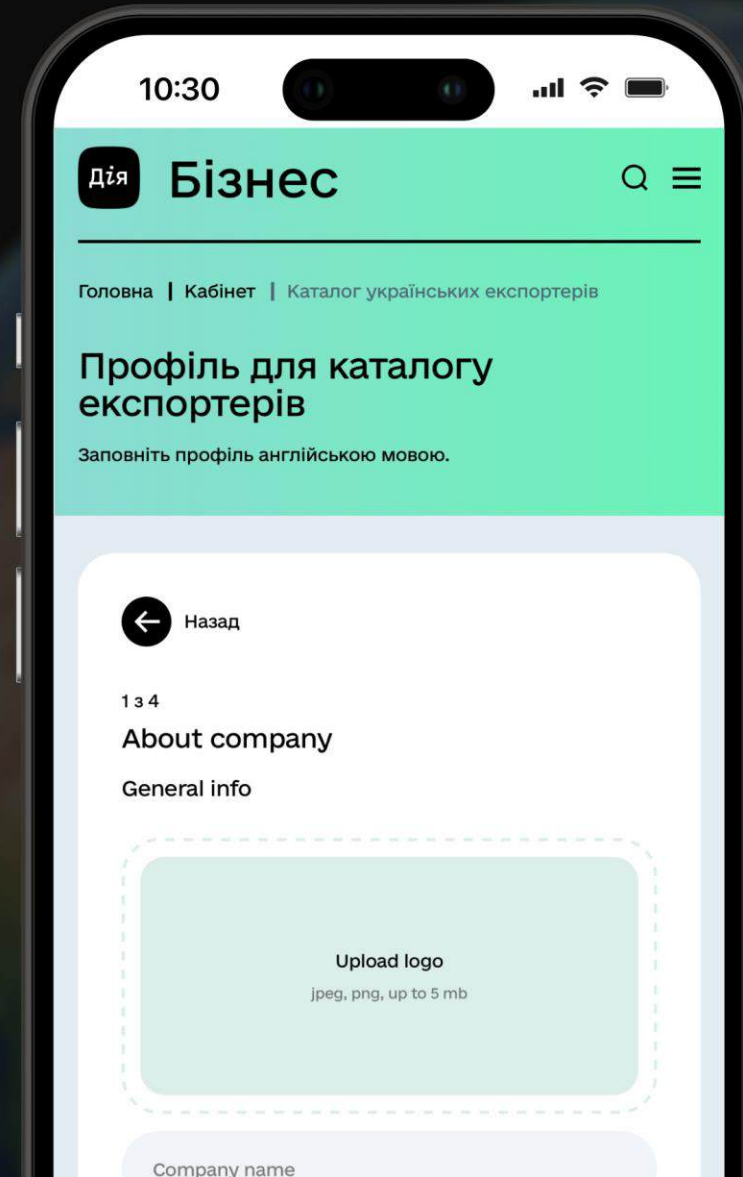 10:30
Дія Бізнес
Головна | Кабінет | Каталог українських експортерів
Профіль для каталогу
експортерів
Заповніть профіль англійською мовою.
Назад
1 з 4
About company
General info
Upload logo
jpeg, png, up to 5 mb
Company name